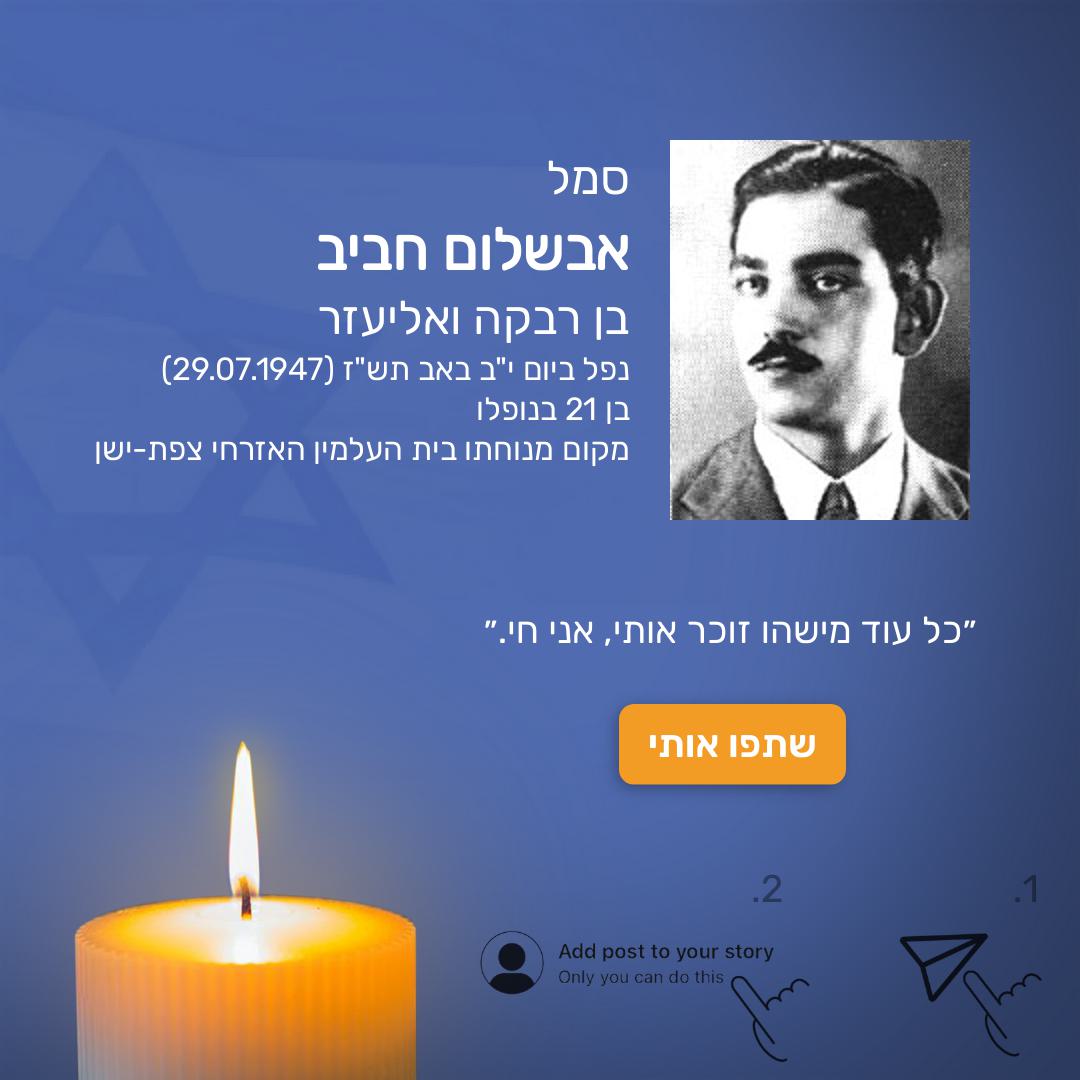 סמל
אבשלום חביב
בן רבקה ואליעזר
נפל ביום י"ב באב תש"ז (29.07.1947)
בן 21 בנופלו
מקום מנוחתו בית העלמין האזרחי צפת-ישן
״כל עוד מישהו זוכר אותי, אני חי.״
שתפו אותי
1.
2.
Add post to your story
Only you can do this